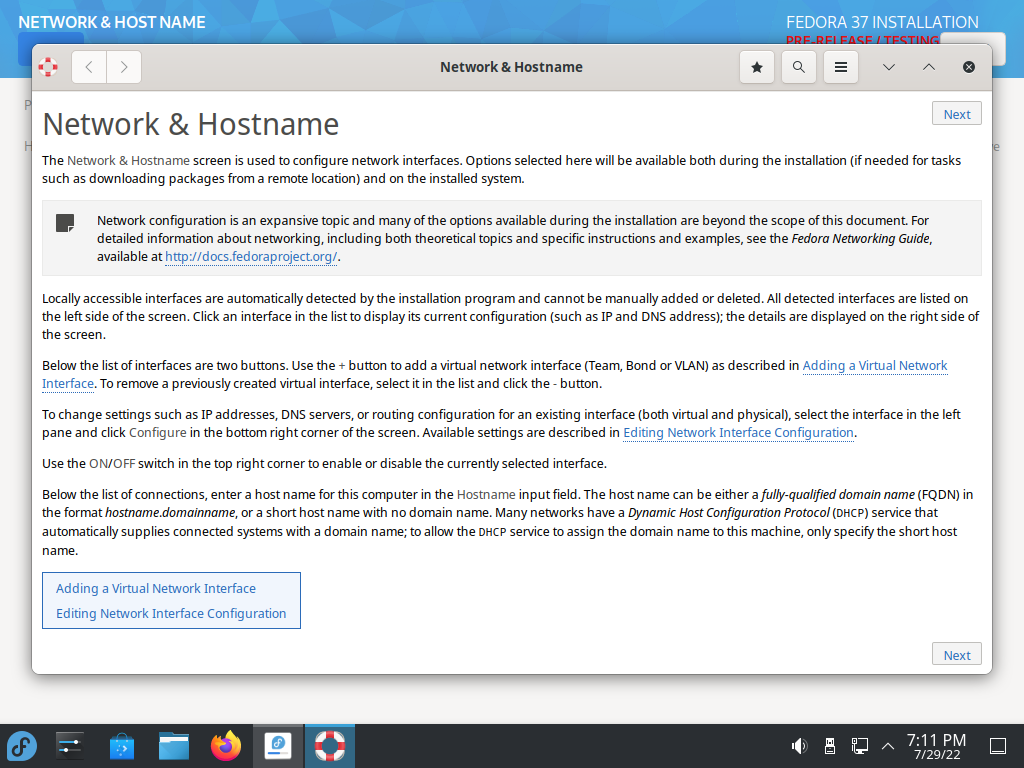 NETWORK & HOST NAME
FEDORA 37 INSTALLATION
PRE-RELEASE / TESTING
Network & Hostname
Network & Hostname
Next
The Network & Hostname screen is used to configure network interfaces. Options selected here will be available both during the installation (if needed for tasks
such as downloading packages from a remote location) and on the installed system.
Network configuration is an expansive topic and many of the options available during the installation are beyond the scope of this document. For
detailed information about networking, including both theoretical topics and specific instructions and examples, see the Fedora Networking Guide,
available at http://docs.fedoraproject.org/.
Locally accessible interfaces are automatically detected by the installation program and cannot be manually added or deleted. All detected interfaces are listed on
the left side of the screen. Click an interface in the list to display its current configuration (such as IP and DNS address); the details are displayed on the right side of
the screen.
Below the list of interfaces are two buttons. Use the + button to add a virtual network interface (Team, Bond or VLAN) as described in Adding a Virtual Network
Interface. To remove a previously created virtual interface, select it in the list and click the - button.
To change settings such as IP addresses, DNS servers, or routing configuration for an existing interface (both virtual and physical), select the interface in the left
pane and click Configure in the bottom right corner of the screen. Available settings are described in Editing Network Interface Configuration.
Use the ON/OFF switch in the top right corner to enable or disable the currently selected interface.
Below the list of connections, enter a host name for this computer in the Hostname input field. The host name can be either a fully-qualified domain name (FQDN) in
the format hostname.domainname, or a short host name with no domain name. Many networks have a Dynamic Host Configuration Protocol (DHCP) service that
automatically supplies connected systems with a domain name; to allow the DHCP service to assign the domain name to this machine, only specify the short host
name.
Adding a Virtual Network Interface
Editing Network Interface Configuration
Next
7:11 PM
7/29/22